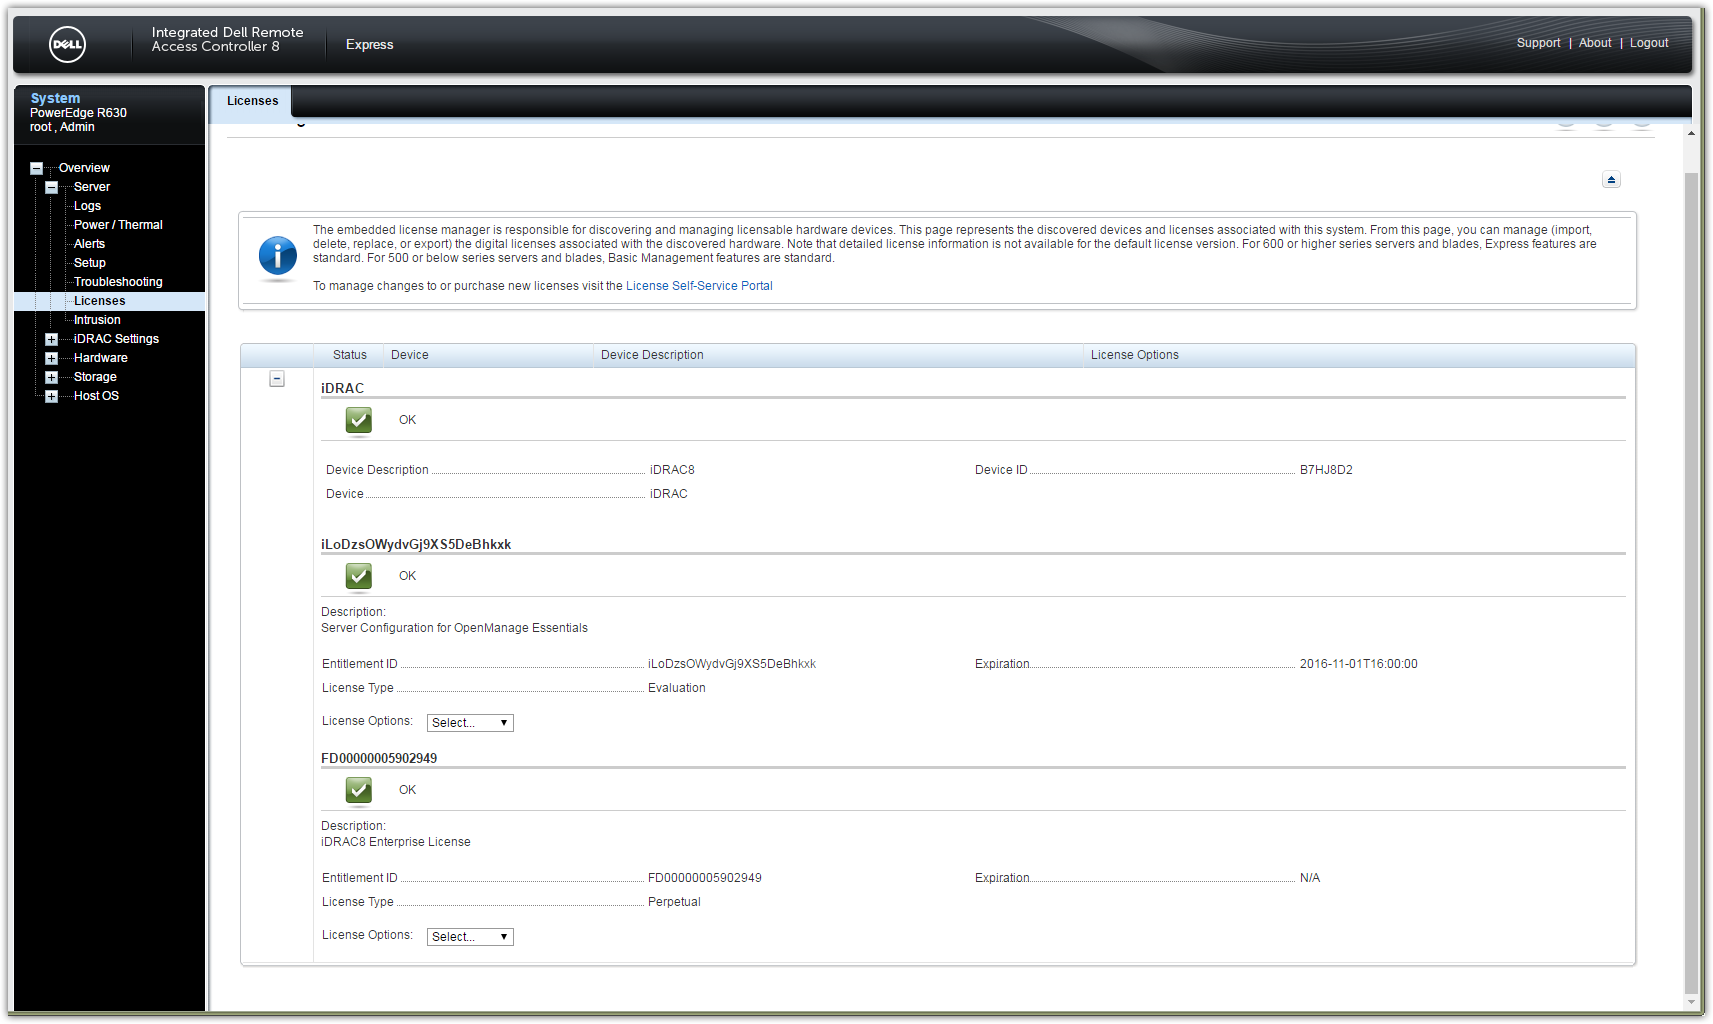 DELL
Integrated Dell Remote
Access Controller 8
Express
Support | About | Logout
System
PowerEdge R630
root , Admin
Overview
Server
Logs
Power / Thermal
Alerts
Setup
Troubleshooting
Licenses
Intrusion
iDRAC Settings
Hardware
Storage
Host OS
Licenses
The embedded license manager is responsible for discovering and managing licensable hardware devices. This page represents the discovered devices and licenses associated with this system. From this page, you can manage (import,
delete, replace, or export) the digital licenses associated with the discovered hardware. Note that detailed license information is not available for the default license version. For 600 or higher series servers and blades, Express features are
standard. For 500 or below series servers and blades, Basic Management features are standard.
To manage changes to or purchase new licenses visit the License Self-Service Portal
Status Device Device Description License Options
iDRAC
OK
Device Description iDRAC8 Device ID B7HJ8D2
Device iDRAC
iLoDzsOWydvGj9XS5DeBhkxk
OK
Description:
Server Configuration for OpenManage Essentials
Entitlement ID iLoDzsOWydvGj9XS5DeBhkxk Expiration 2016-11-01T16:00:00
License Type Evaluation
License Options: Select...
FD00000005902949
OK
Description:
iDRAC8 Enterprise License
Entitlement ID FD00000005902949 Expiration N/A
License Type Perpetual
License Options: Select...